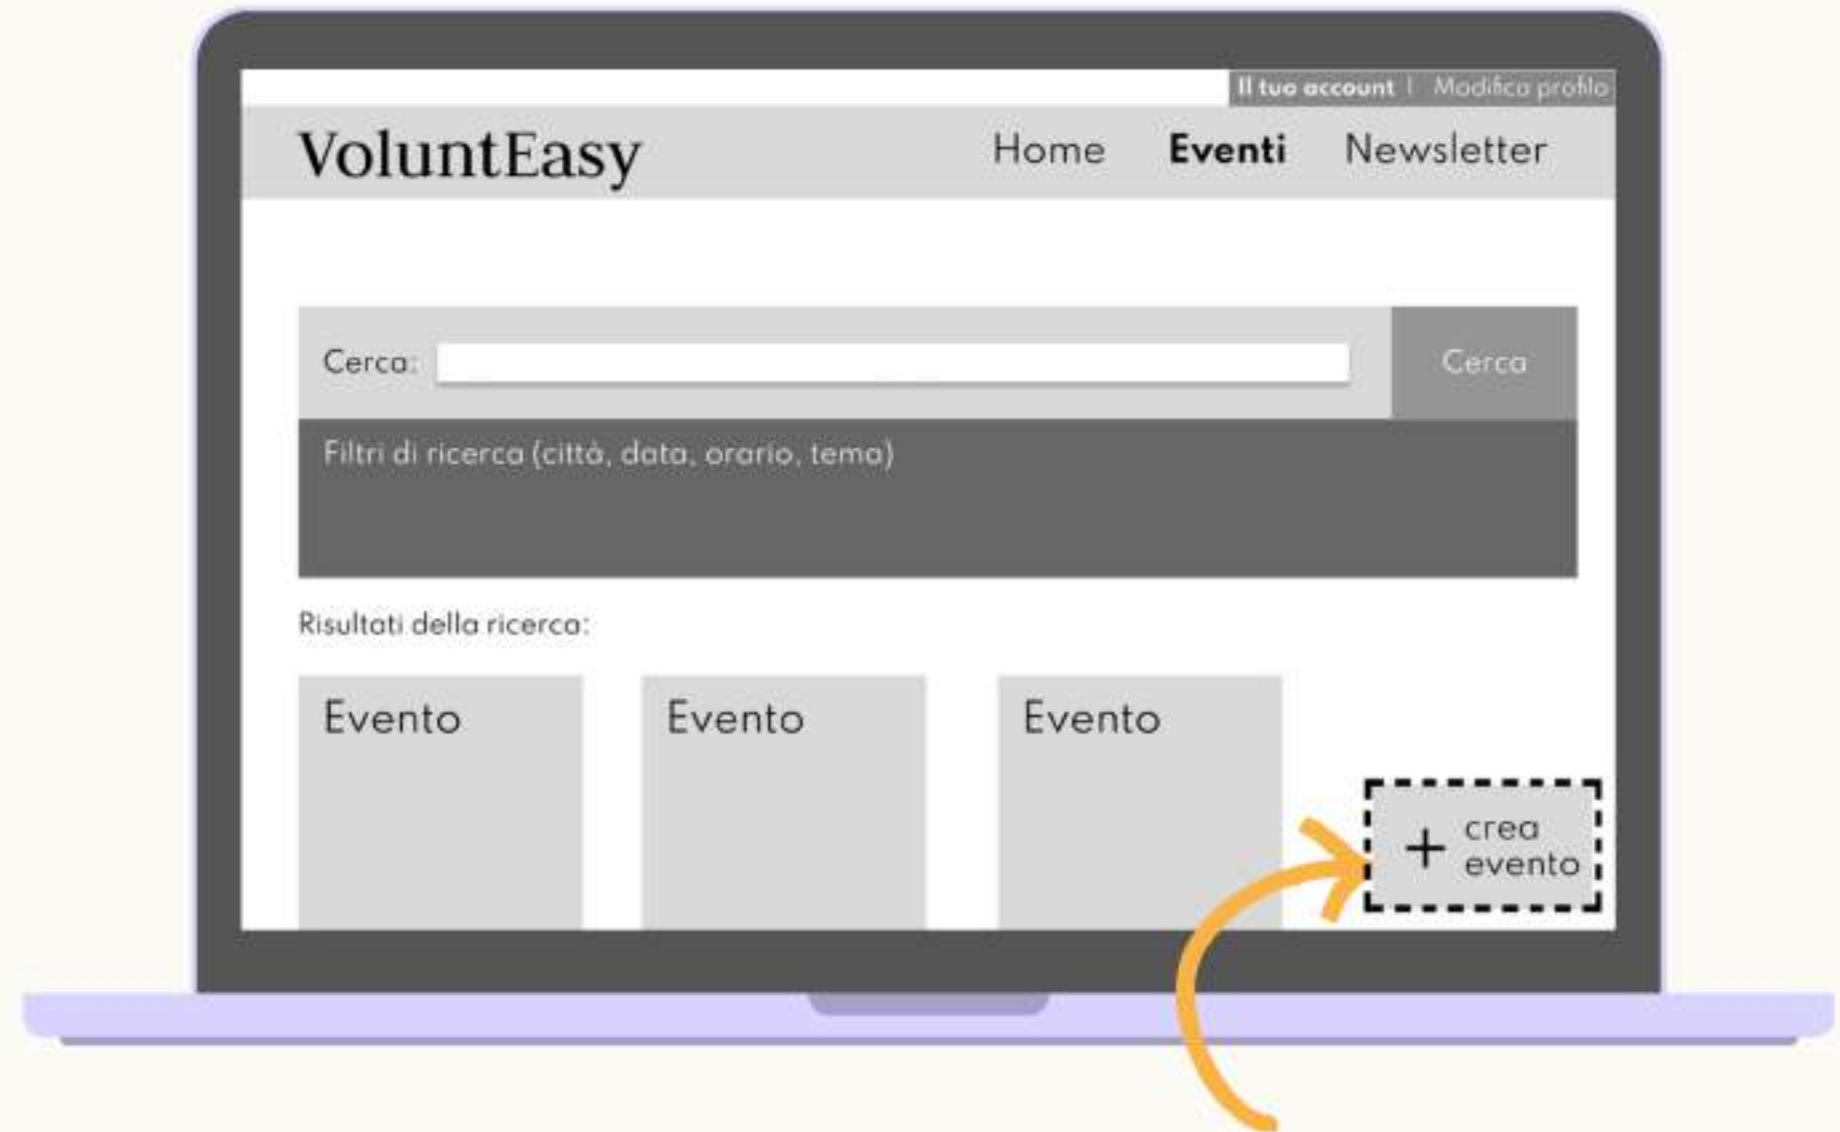 Il tuo account | Modifica profilo
VoluntEasy
Home Eventi Newsletter
Cerca: Cerca
Filtri di ricerca (città, data, orario, tema)
Risultati della ricerca:
Evento Evento Evento
+ crea
evento